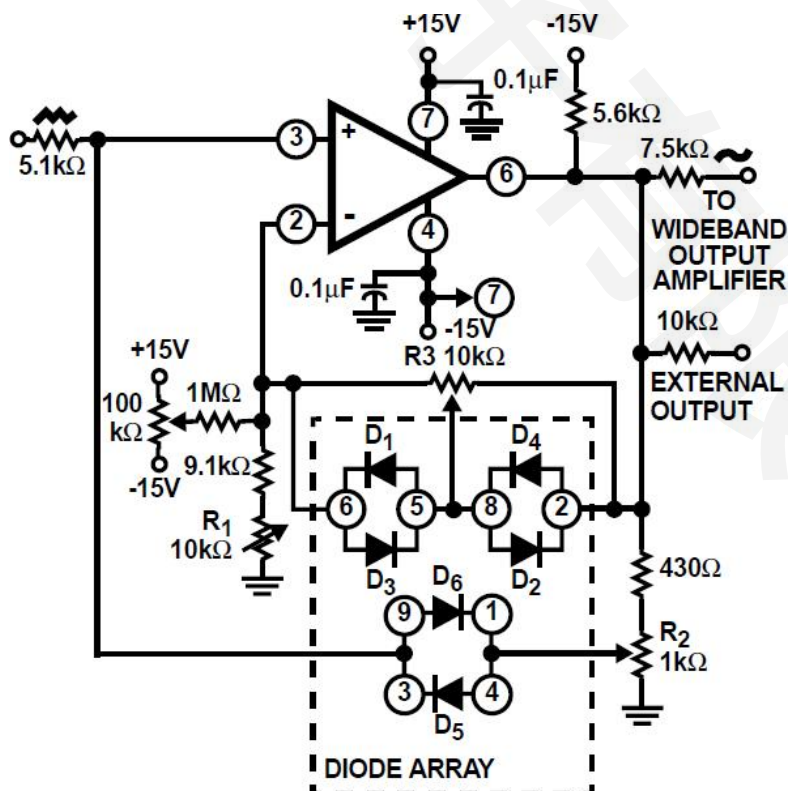 +15V
-15V
0.1µF
5.6kΩ
7
5.1kΩ
3
+
7.5kΩ
6
TO
WIDEBAND
OUTPUT
AMPLIFIER
2
-
4
0.1µF
7
-15V
10kΩ
EXTERNAL
OUTPUT
R3 10kΩ
+15V
1MΩ
100
kΩ
-15V
9.1kΩ
R1
10kΩ
D1
D4
6
5
8
2
D3
D2
430Ω
D6
9
1
R2
1kΩ
3
4
D5
DIODE ARRAY